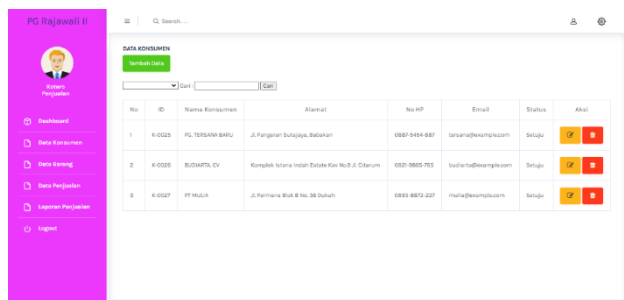 PG Rajawali II
Search...
Kotaro
Penjualan
Dashboard
Data Konsumen
Data Barang
Data Penjualan
Laporan Penjualan
Logout
DATA KONSUMEN
Tambah Data
Cari : Cari
No ID Nama Konsumen Alamat No HP Email Status Aksi
1 K-0025 PG. TERSANA BARU Jl. Pangeran Sutajaya, Babakan 0887-5454-887 tersana@example.com Setuju
2 K-0026 BUDIARTA, CV Komplek Istana Indah Estate Kav No.8 Jl. Citarum 0821-9865-765 budiarta@example.com Setuju
3 K-0027 PT MULIA Jl. Permana Blok B No. 38 Dukuh 0893-8872-237 mulia@example.com Setuju